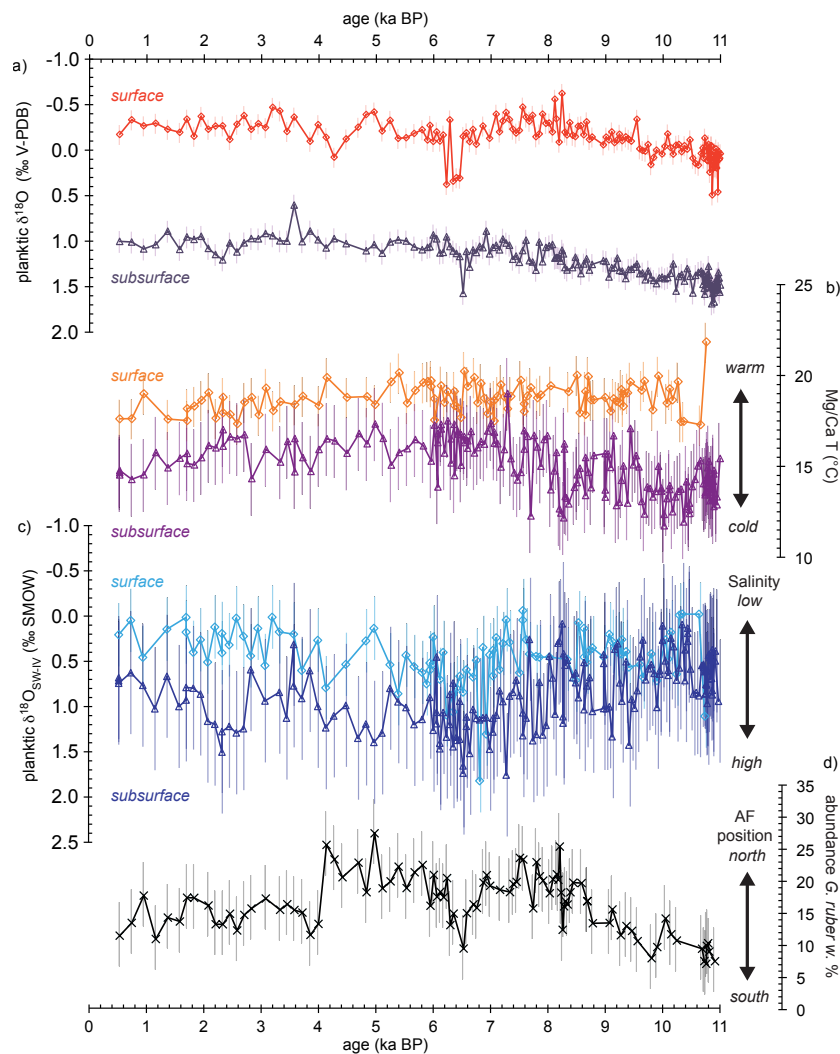 age (ka BP)
0 1 2 3 4 5 6 7 8 9 10 11
a)
-1.0
-0.5
0.0
0.5
1.0
1.5
2.0
planktic δ¹⁸O (‰ V-PDB)
surface
subsurface
b)
25
20
15
10
Mg/Ca T (°C)
surface
warm
cold
subsurface
c)
-1.0
-0.5
0.0
0.5
1.0
1.5
2.0
2.5
planktic δ¹⁸O_SW-IV (‰ SMOW)
surface
Salinity
low
high
subsurface
d)
35
30
25
20
15
10
5
0
abundance G. ruber w. %
AF
position
north
south
0 1 2 3 4 5 6 7 8 9 10 11
age (ka BP)